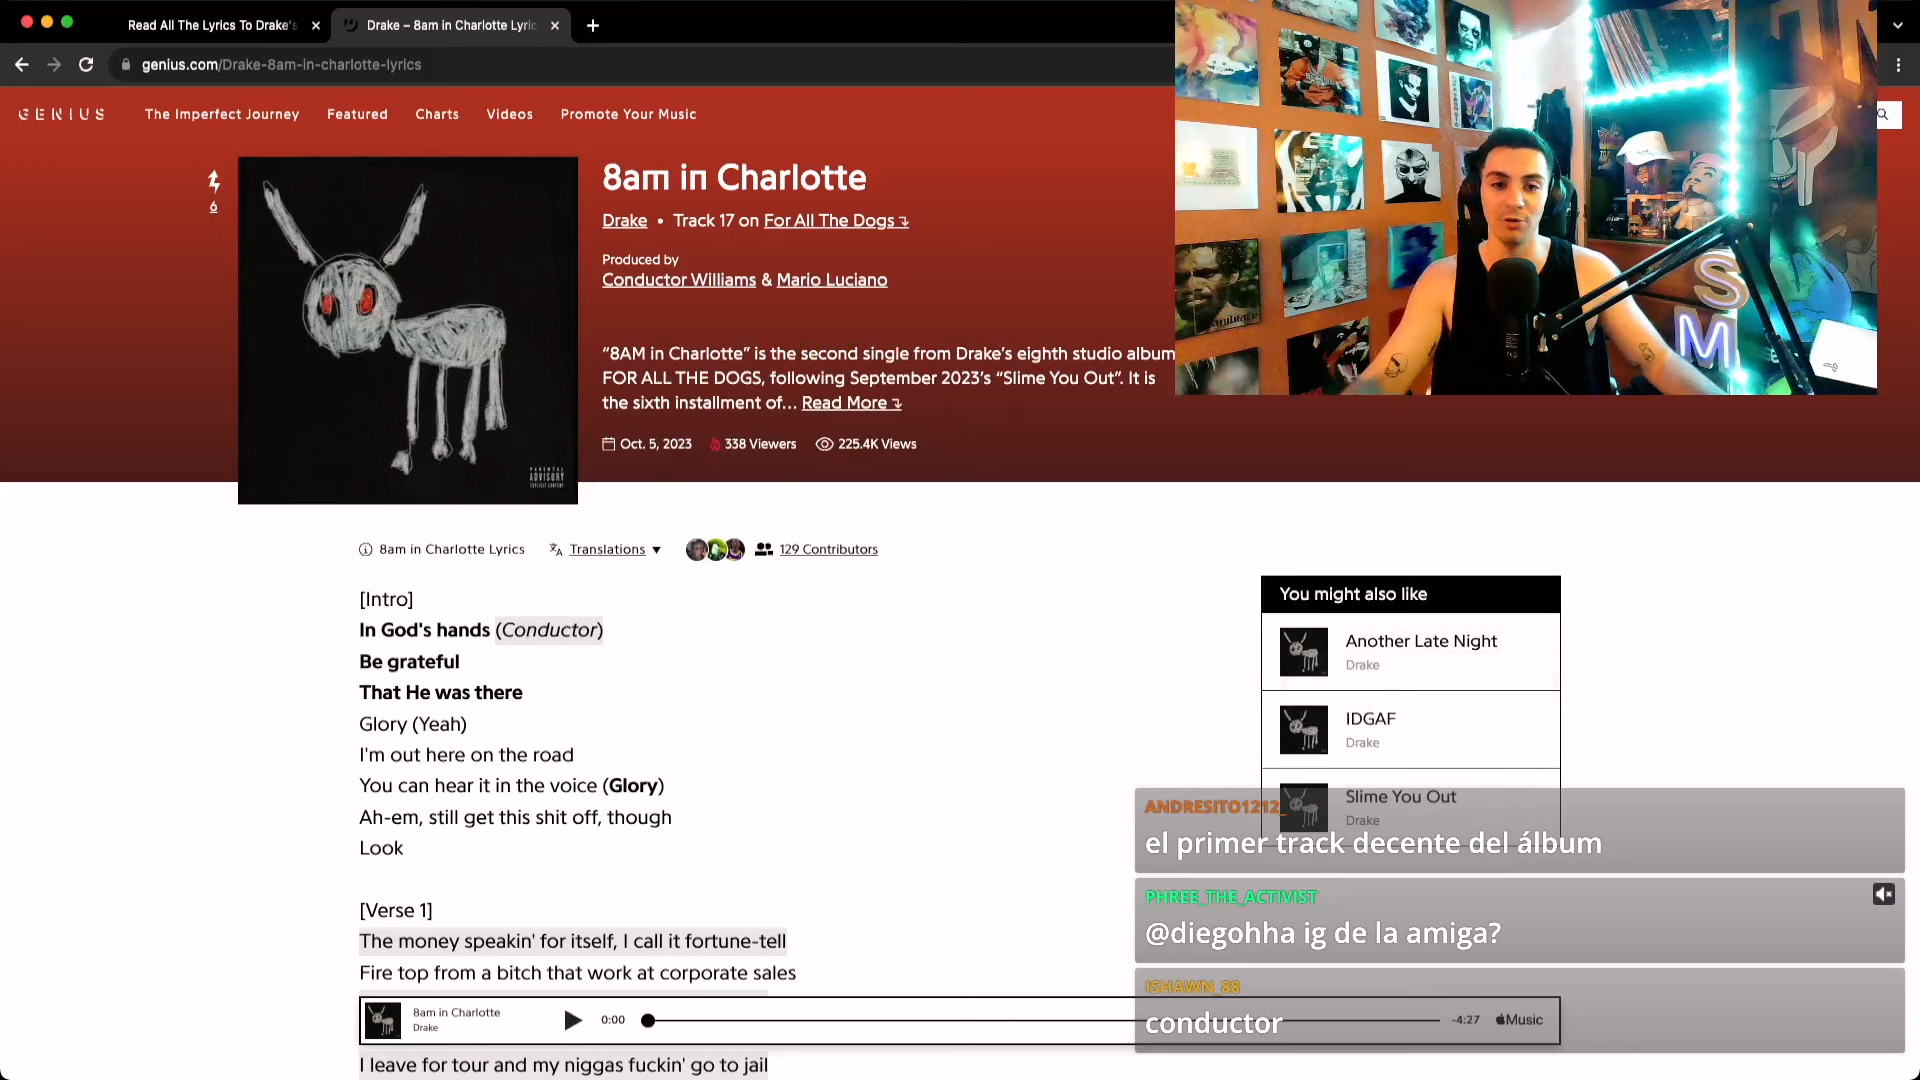 Read All The Lyrics To Drake's
Drake – 8am in Charlotte Lyric
genius.com/Drake-8am-in-charlotte-lyrics
GENIUS
The Imperfect Journey
Featured
Charts
Videos
Promote Your Music
6
8am in Charlotte
Drake • Track 17 on For All The Dogs
Produced by
Conductor Williams & Mario Luciano
“8AM in Charlotte” is the second single from Drake’s eighth studio album
FOR ALL THE DOGS, following September 2023’s “Slime You Out”. It is
the sixth installment of… Read More
Oct. 5, 2023
338 Viewers
225.4K Views
PARENTAL
ADVISORY
EXPLICIT CONTENT
S
M
8am in Charlotte Lyrics
Translations
129 Contributors
[Intro]
In God's hands (Conductor)
Be grateful
That He was there
Glory (Yeah)
I'm out here on the road
You can hear it in the voice (Glory)
Ah-em, still get this shit off, though
Look
[Verse 1]
The money speakin' for itself, I call it fortune-tell
Fire top from a bitch that work at corporate sales
I leave for tour and my niggas fuckin' go to jail
8am in Charlotte
Drake
0:00
-4:27
Music
You might also like
Another Late Night
Drake
IDGAF
Drake
Slime You Out
Drake
ANDRESITO1212_
el primer track decente del álbum
PHREE_THE_ACTIVIST
@diegohha ig de la amiga?
ISHAWN_88
conductor